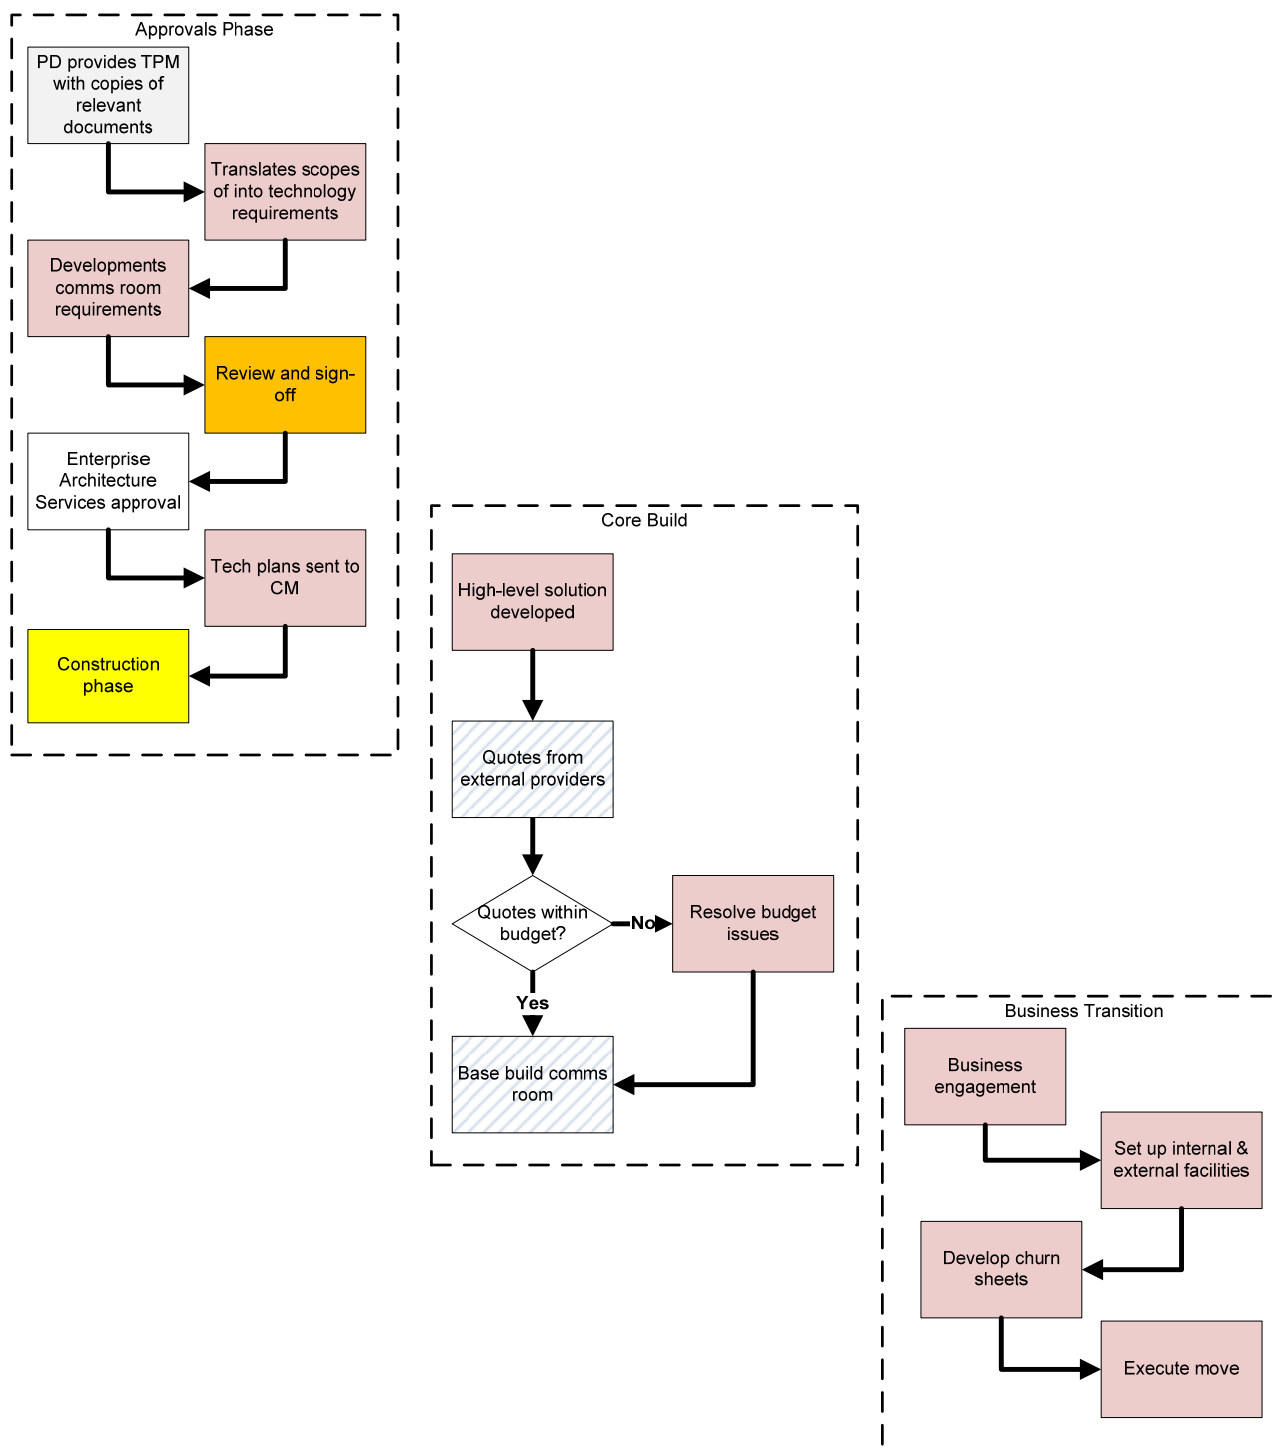 Approvals Phase
PD provides TPM
with copies of
relevant
documents
Translates scopes
of into technology
requirements
Developments
comms room
requirements
Review and sign-
off
Enterprise
Architecture
Services approval
Tech plans sent to
CM
Construction
phase
Core Build
High-level solution
developed
Quotes from
external providers
Quotes within
budget?
No
Resolve budget
issues
Yes
Base build comms
room
Business Transition
Business
engagement
Set up internal &
external facilities
Develop churn
sheets
Execute move